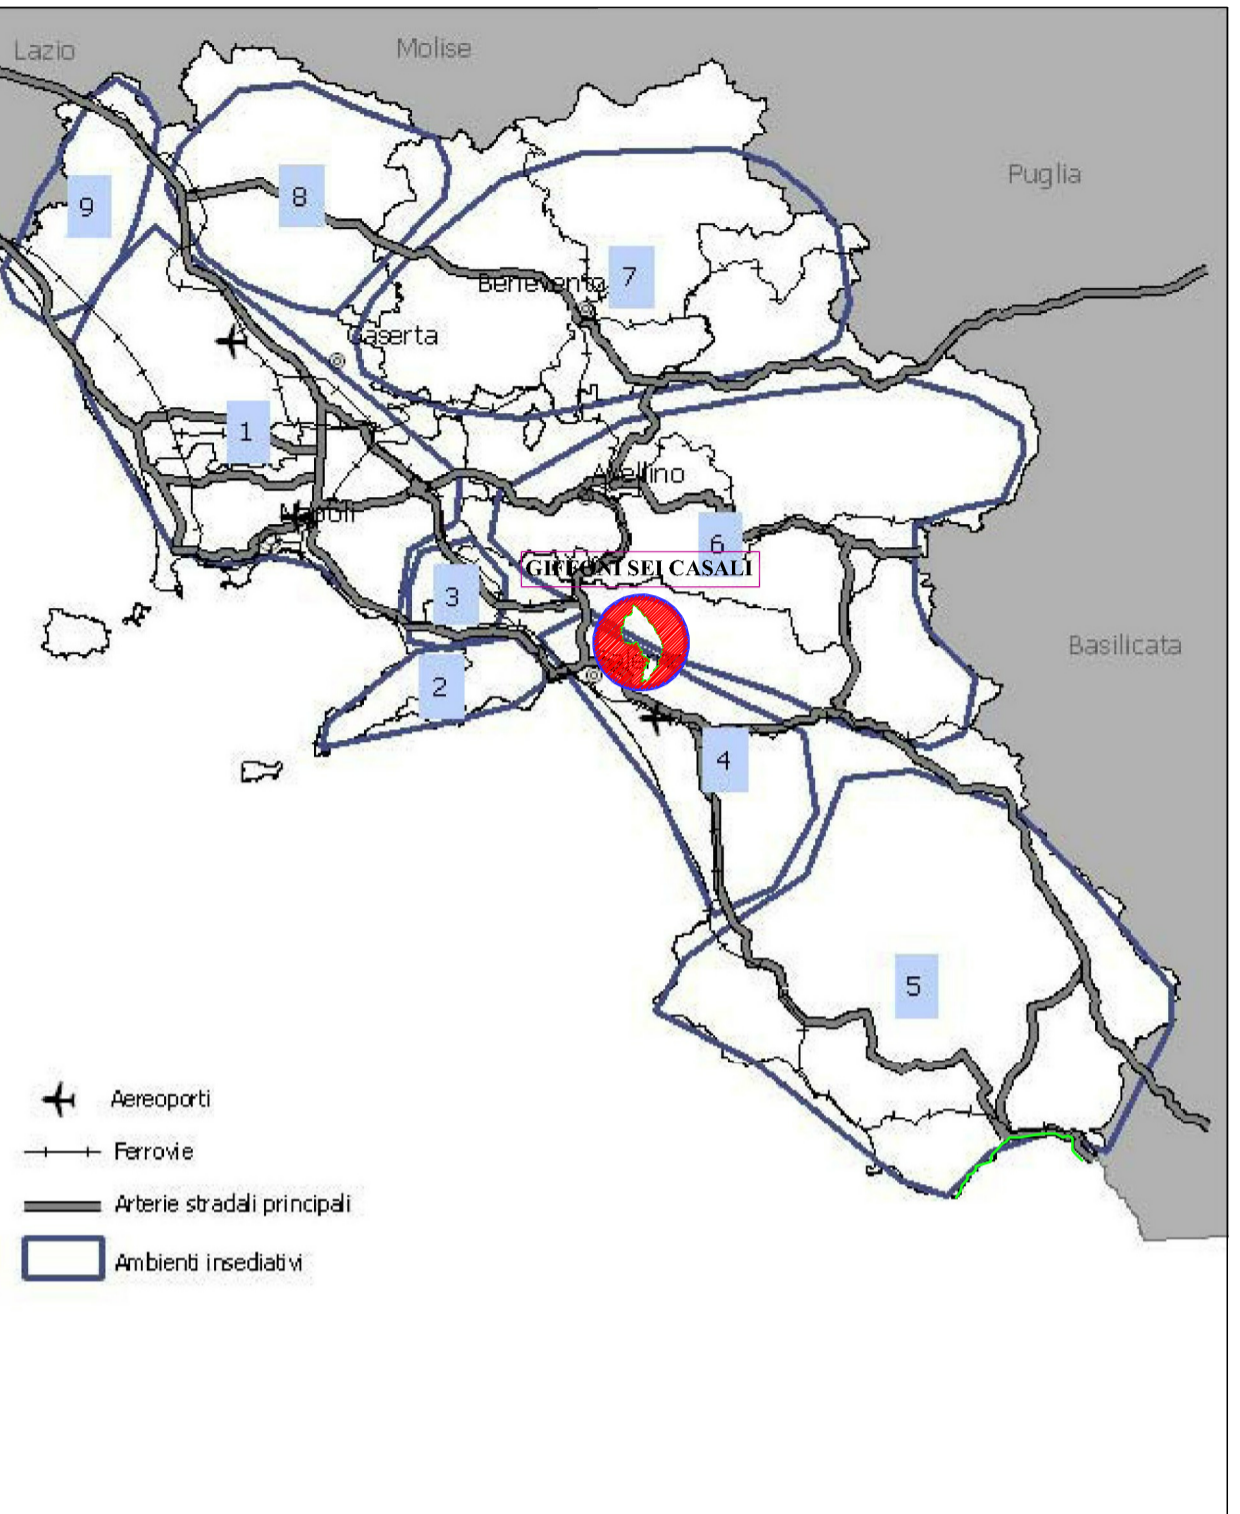 Lazio
Molise
Puglia
8
9
7
Benevento
Caserta
1
Avellino
Napoli
6
GIFFONI SEI CASALI
3
Basilicata
Salerno
2
4
5
Aereoporti
Ferrovie
Arterie stradali principali
Ambienti insediativi